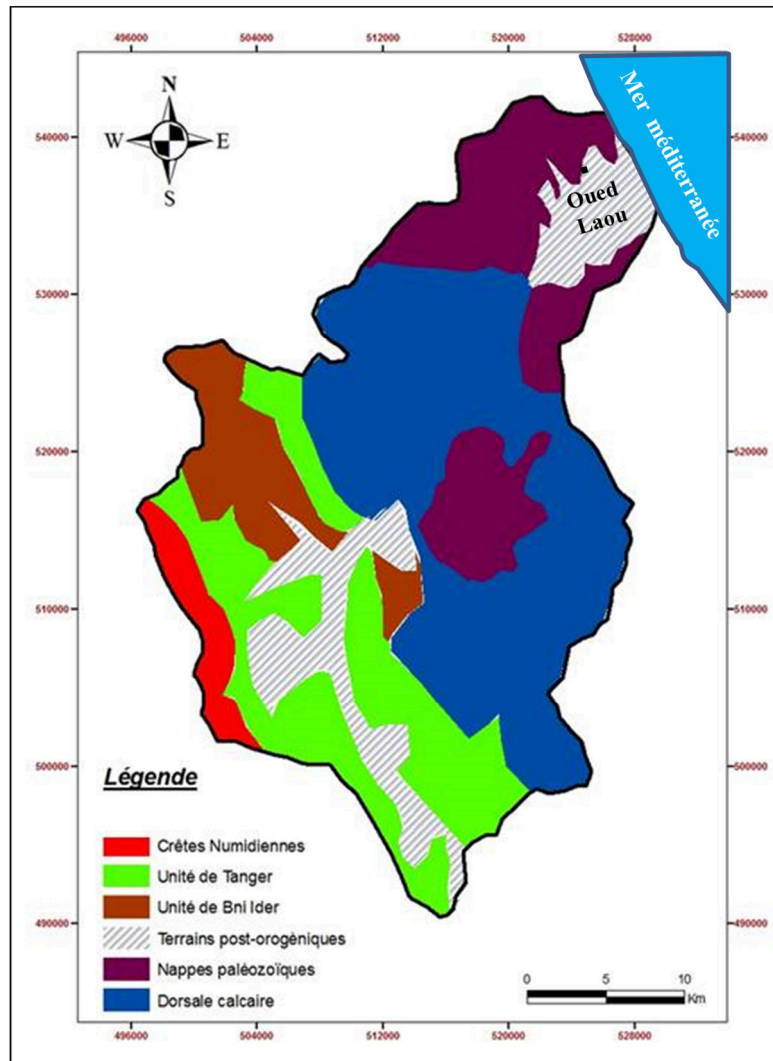 496000 504000 512000 520000 528000
N
W E
S
Mer méditerranée
540000 540000
Oued
Laou
530000 530000
520000 520000
510000 510000
500000 500000
Légende
Crêtes Numidiennes
Unité de Tanger
Unité de Bni Ider
Terrains post-orogèniques
Nappes paléozoïques
Dorsale calcaire
490000 490000
0 5 10
Km
496000 504000 512000 520000 528000